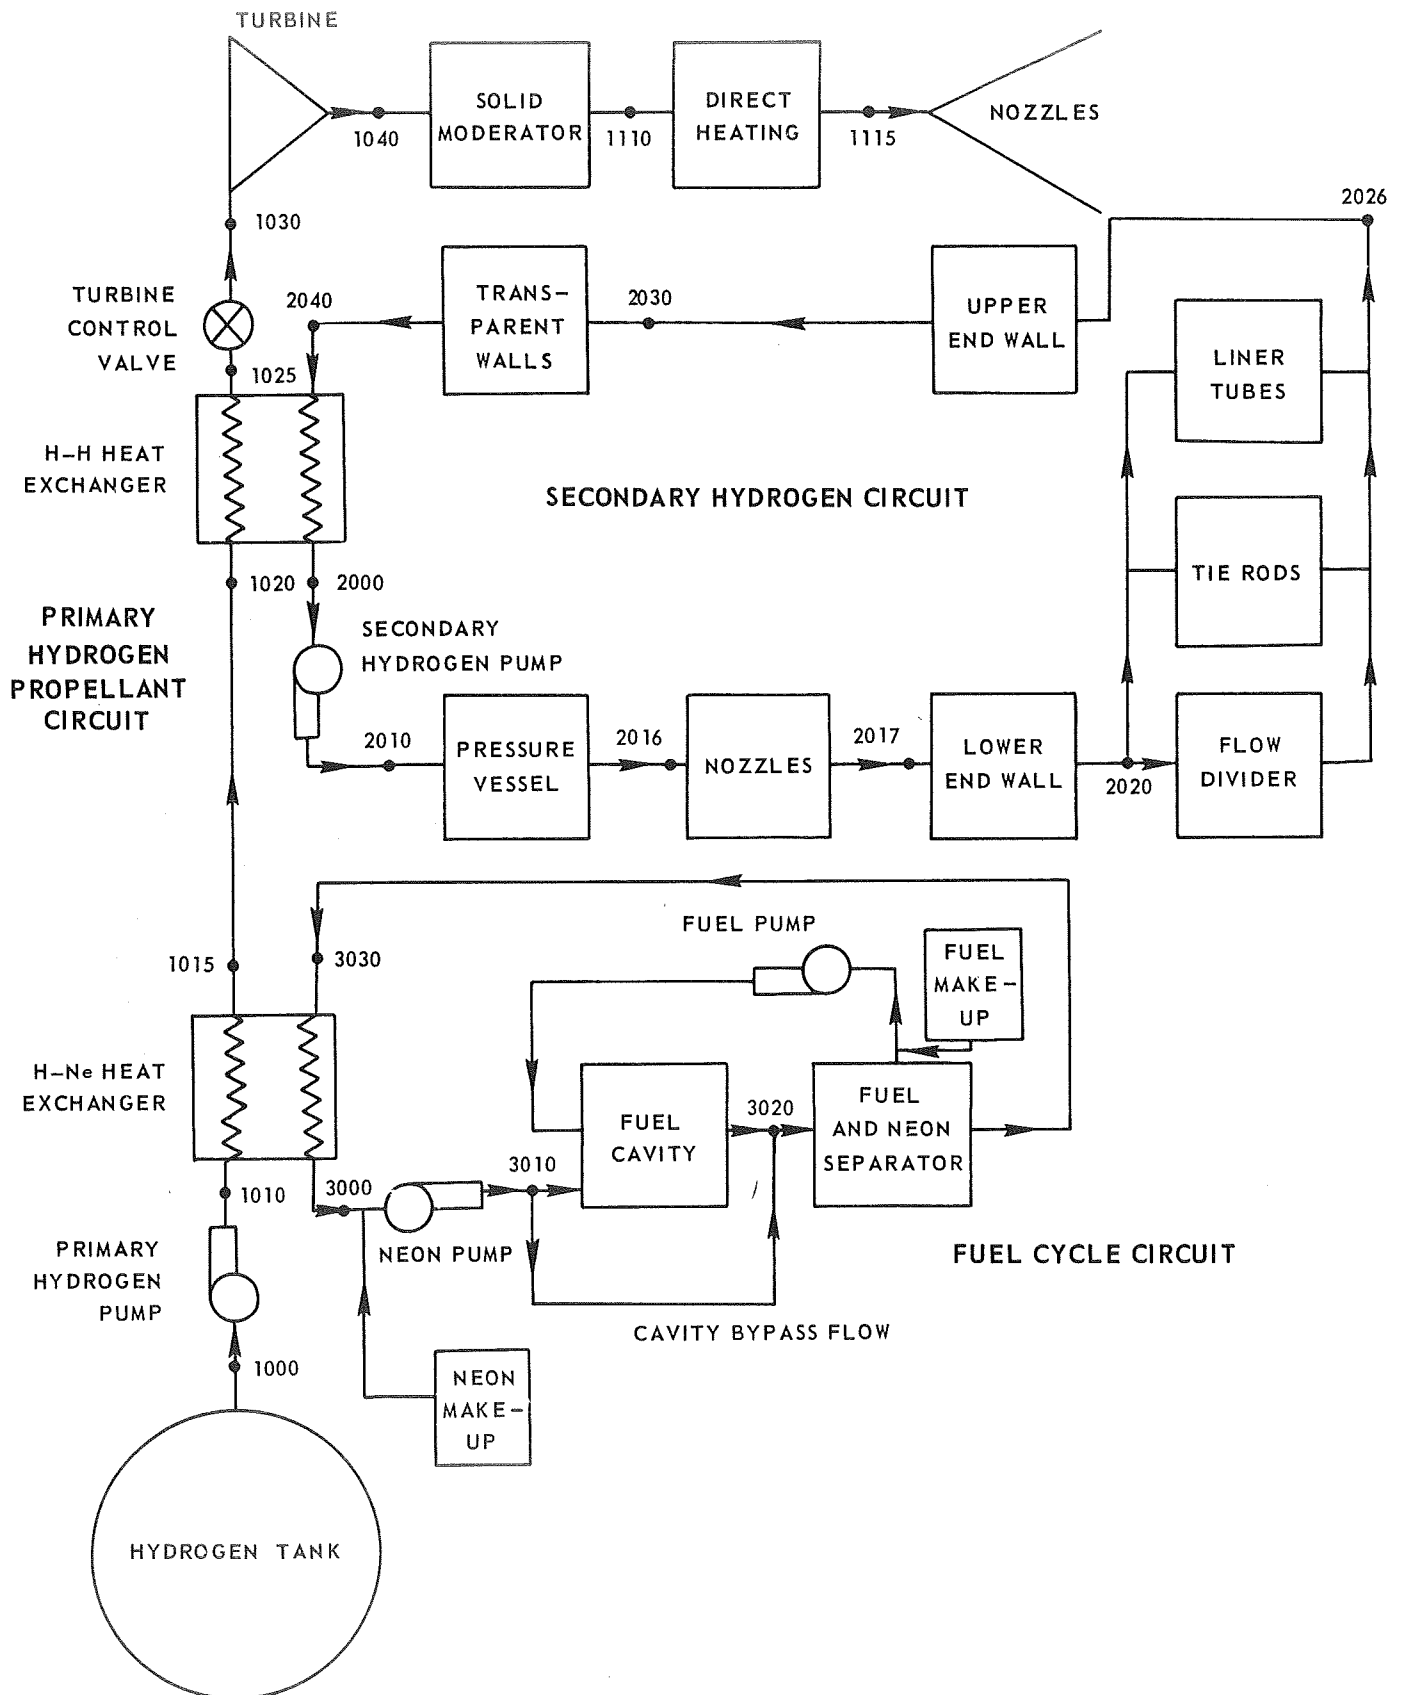 TURBINE
1040
SOLID
MODERATOR
1110
DIRECT
HEATING
1115
NOZZLES
2026
1030
TURBINE
CONTROL
VALVE
2040
TRANS-
PARENT
WALLS
2030
UPPER
END WALL
LINER
TUBES
1025
H-H HEAT
EXCHANGER
SECONDARY HYDROGEN CIRCUIT
TIE RODS
1020
2000
PRIMARY
HYDROGEN
PROPELLANT
CIRCUIT
SECONDARY
HYDROGEN PUMP
2010
PRESSURE
VESSEL
2016
NOZZLES
2017
LOWER
END WALL
2020
FLOW
DIVIDER
1015
3030
FUEL PUMP
FUEL
MAKE-
UP
H-Ne HEAT
EXCHANGER
FUEL
CAVITY
3020
FUEL
AND NEON
SEPARATOR
1010
3000
3010
NEON PUMP
FUEL CYCLE CIRCUIT
PRIMARY
HYDROGEN
PUMP
CAVITY BYPASS FLOW
1000
NEON
MAKE-
UP
HYDROGEN TANK